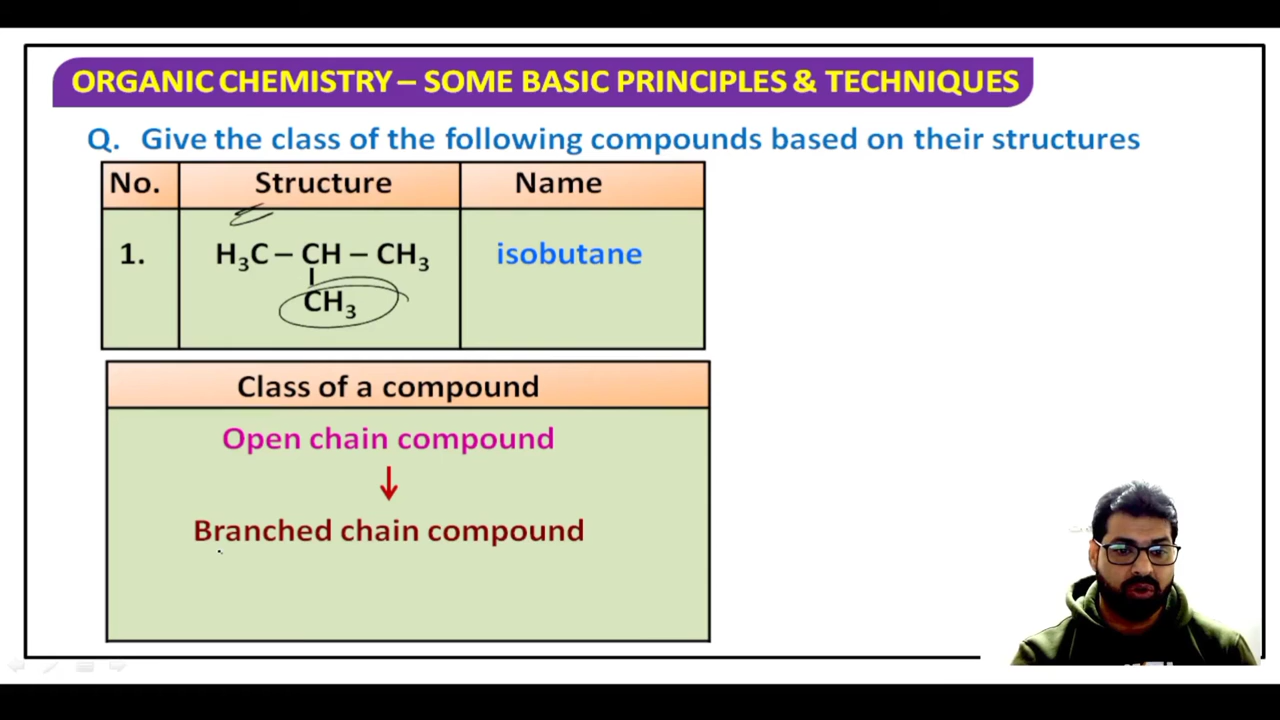 ORGANIC CHEMISTRY – SOME BASIC PRINCIPLES & TECHNIQUES
Q. Give the class of the following compounds based on their structures
No. Structure Name
1. H₃C – CH – CH₃ isobutane
CH₃
Class of a compound
Open chain compound
↓
Branched chain compound